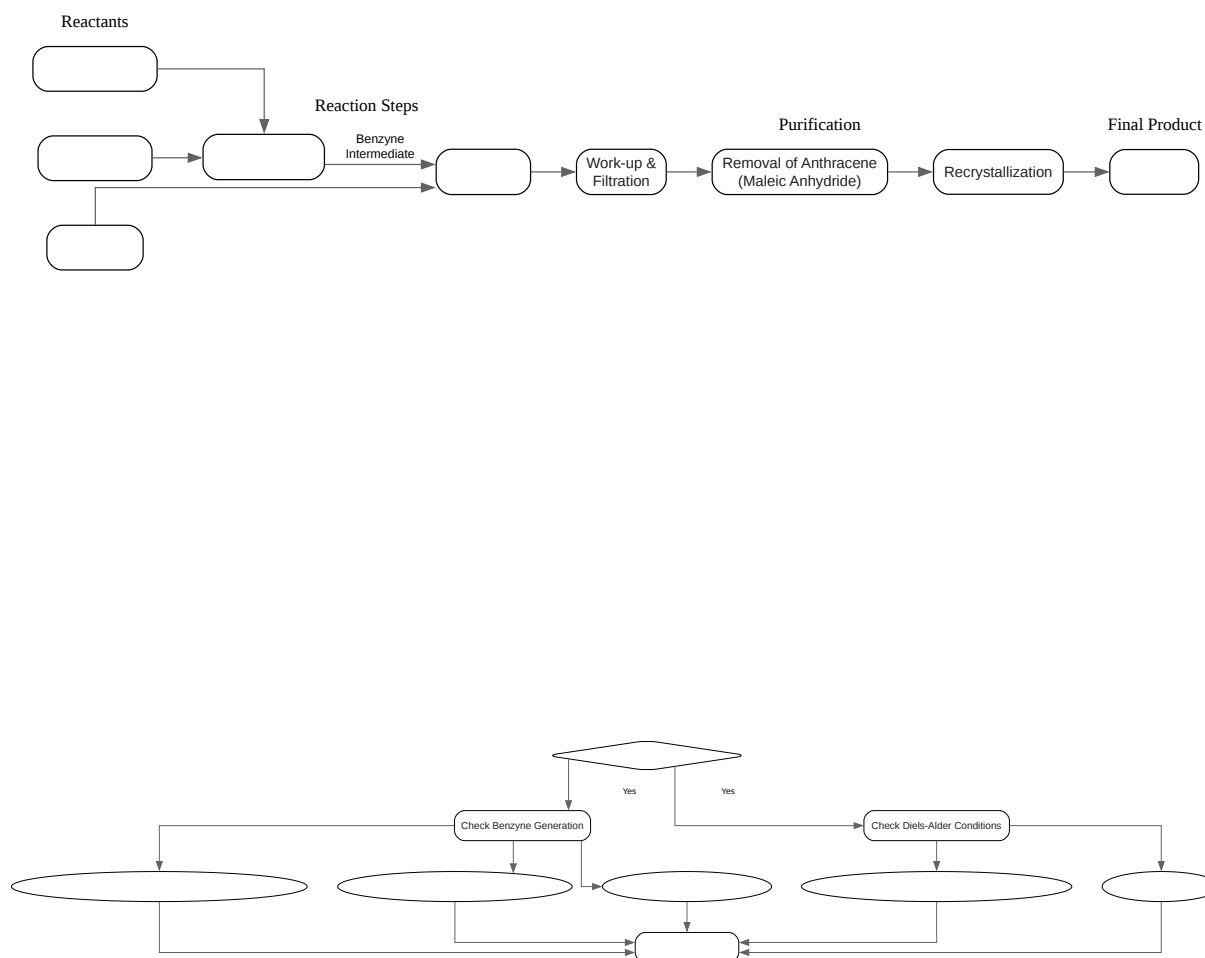 Reactants
Reaction Steps
Benzyne
Intermediate
Purification
Final Product
Work-up &
Filtration
Removal of Anthracene
(Maleic Anhydride)
Recrystallization
Yes
Yes
Check Benzyne Generation
Check Diels-Alder Conditions